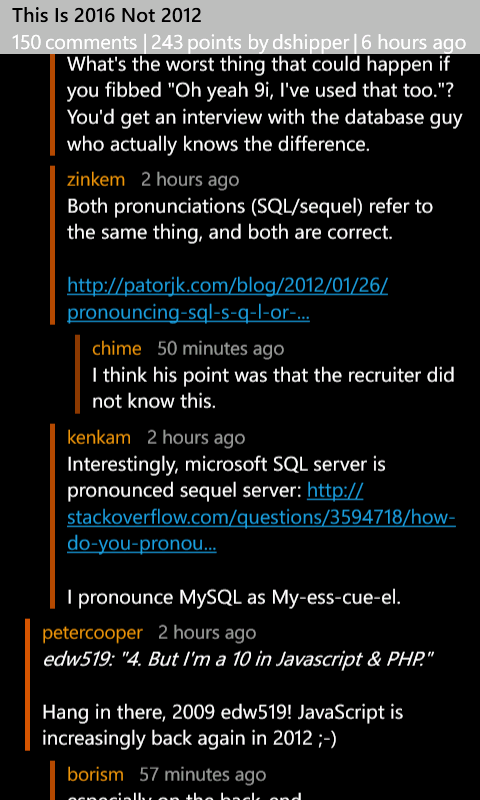 This Is 2016 Not 2012
150 comments | 243 points by dshipper | 6 hours ago
What's the worst thing that could happen if
you fibbed "Oh yeah 9i, I've used that too."?
You'd get an interview with the database guy
who actually knows the difference.
zinkem 2 hours ago
Both pronunciations (SQL/sequel) refer to
the same thing, and both are correct.
http://patorjk.com/blog/2012/01/26/
pronouncing-sql-s-q-l-or-...
chime 50 minutes ago
I think his point was that the recruiter did
not know this.
kenkam 2 hours ago
Interestingly, microsoft SQL server is
pronounced sequel server: http://
stackoverflow.com/questions/3594718/how-
do-you-pronou...
I pronounce MySQL as My-ess-cue-el.
petercooper 2 hours ago
edw519: "4. But I'm a 10 in Javascript & PHP."
Hang in there, 2009 edw519! JavaScript is
increasingly back again in 2012 ;-)
borism 57 minutes ago
especially on the back-end